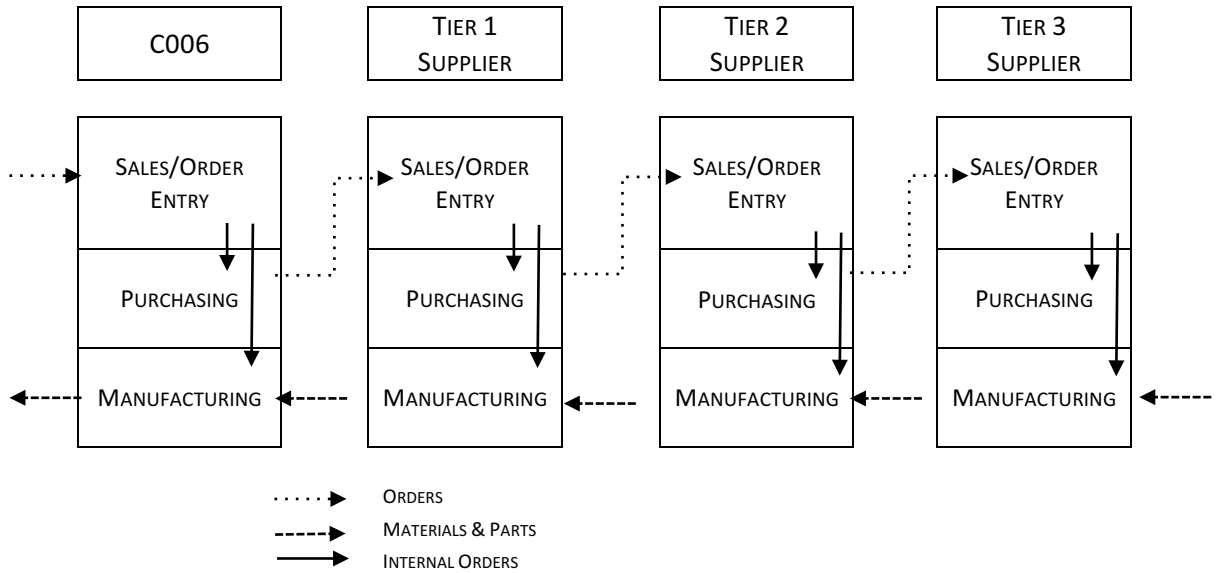 C006
TIER 1
SUPPLIER
TIER 2
SUPPLIER
TIER 3
SUPPLIER
SALES/ORDER
ENTRY
SALES/ORDER
ENTRY
SALES/ORDER
ENTRY
SALES/ORDER
ENTRY
PURCHASING
PURCHASING
PURCHASING
PURCHASING
MANUFACTURING
MANUFACTURING
MANUFACTURING
MANUFACTURING
ORDERS
MATERIALS & PARTS
INTERNAL ORDERS